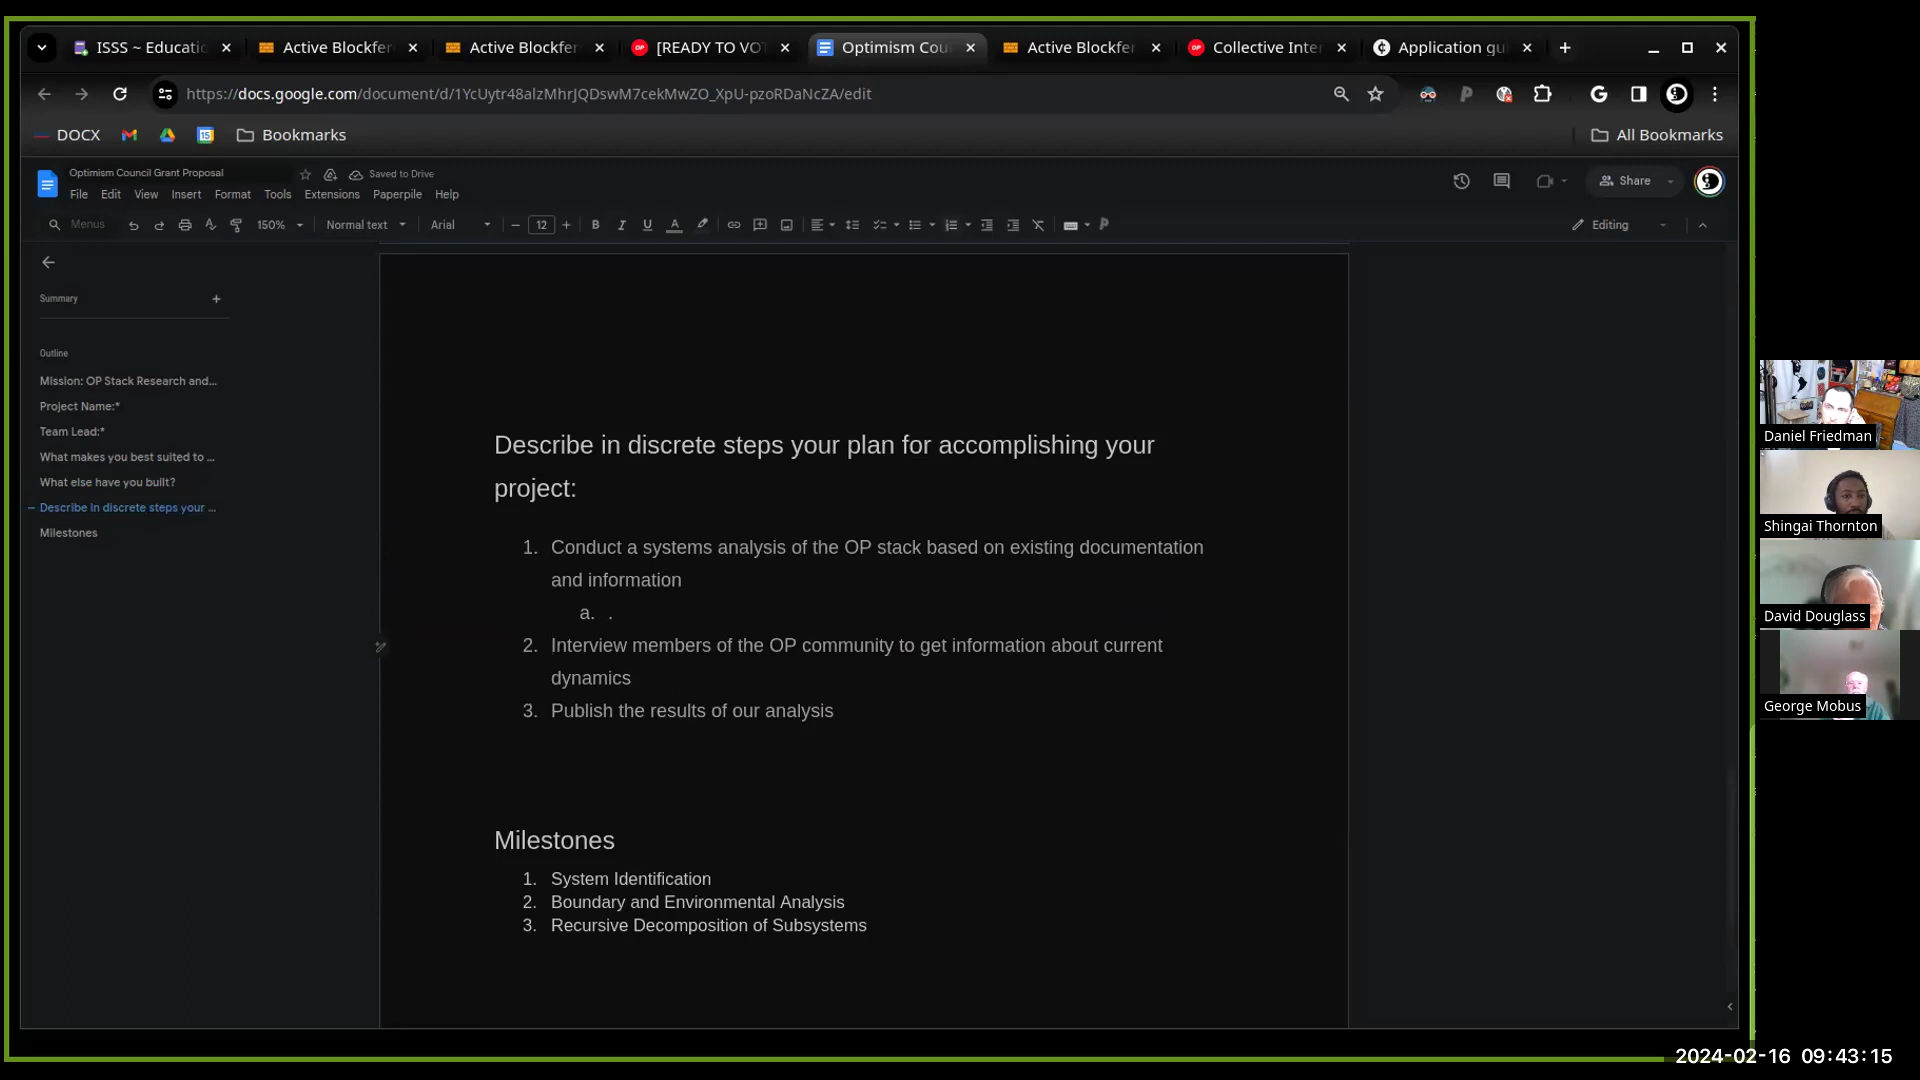 ISSS ~ Educatio
Active Blockfer
Active Blockfer
[READY TO VOT
Optimism Cou
Active Blockfer
Collective Inte
Application gu
https://docs.google.com/document/d/1YcUytr48alzMhrJQDswM7cekMwZO_XpU-pzoRDaNcZA/edit
DOCX
15
Bookmarks
All Bookmarks
Optimism Council Grant Proposal
Saved to Drive
File Edit View Insert Format Tools Extensions Paperpile Help
Share
Menus
150%
Normal text
Arial
12
Editing
Summary
Outline
Mission: OP Stack Research and...
Project Name:*
Team Lead:*
What makes you best suited to ...
What else have you built?
Describe in discrete steps your ...
Milestones
Describe in discrete steps your plan for accomplishing your
project:
1. Conduct a systems analysis of the OP stack based on existing documentation
and information
a. .
2. Interview members of the OP community to get information about current
dynamics
3. Publish the results of our analysis
Milestones
1. System Identification
2. Boundary and Environmental Analysis
3. Recursive Decomposition of Subsystems
Daniel Friedman
Shingai Thornton
David Douglass
George Mobus
2024-02-16 09:43:15